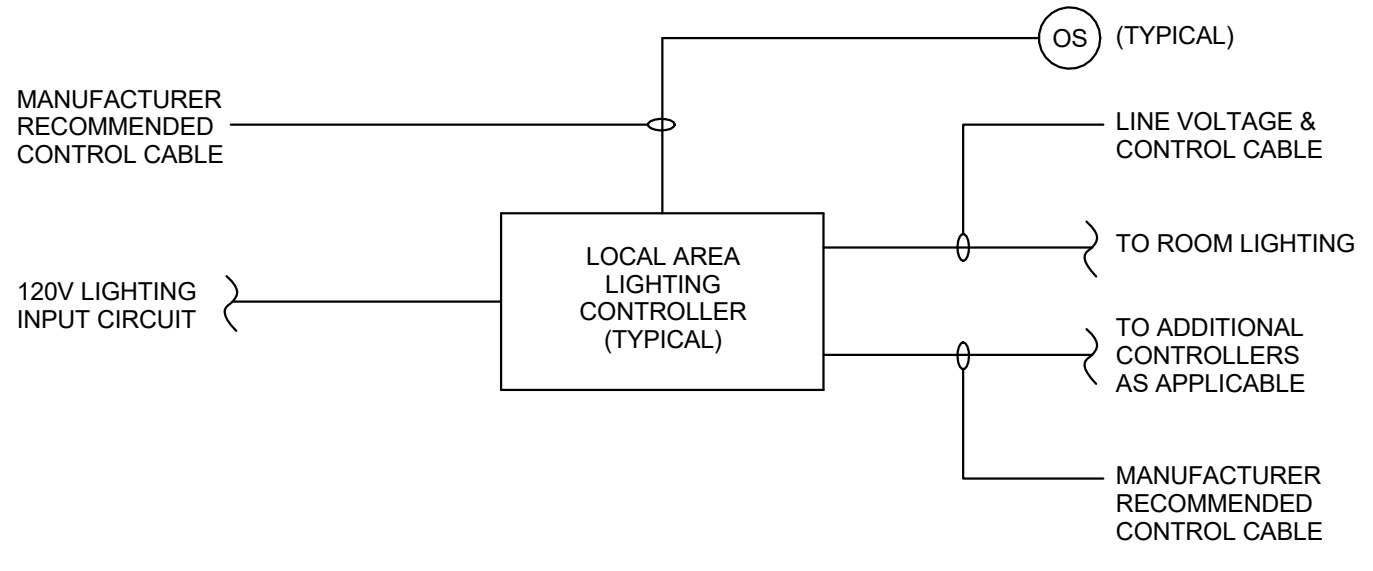 OS (TYPICAL)
MANUFACTURER
RECOMMENDED
CONTROL CABLE
LINE VOLTAGE &
CONTROL CABLE
LOCAL AREA
LIGHTING
CONTROLLER
(TYPICAL)
TO ROOM LIGHTING
120V LIGHTING
INPUT CIRCUIT
TO ADDITIONAL
CONTROLLERS
AS APPLICABLE
MANUFACTURER
RECOMMENDED
CONTROL CABLE